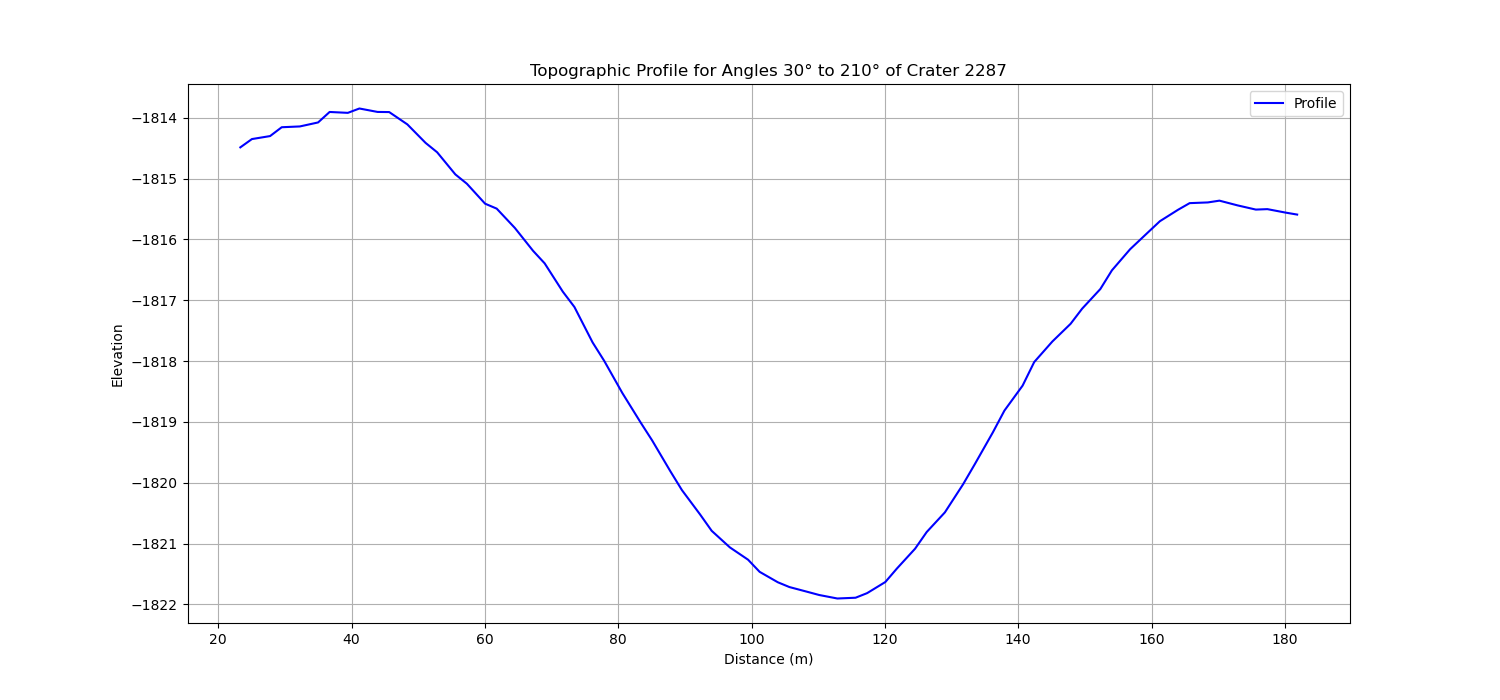 Topographic Profile for Angles 30° to 210° of Crater 2287
Profile
−1814
−1815
−1816
−1817
−1818
−1819
−1820
−1821
−1822
Elevation
20 40 60 80 100 120 140 160 180
Distance (m)